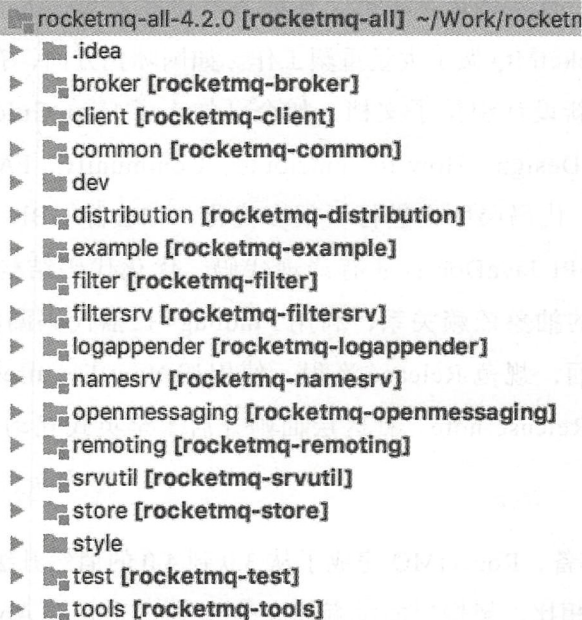 rocketmq-all-4.2.0 [rocketmq-all] ~/Work/rocketm
.idea
broker [rocketmq-broker]
client [rocketmq-client]
common [rocketmq-common]
dev
distribution [rocketmq-distribution]
example [rocketmq-example]
filter [rocketmq-filter]
filtersrv [rocketmq-filtersrv]
logappender [rocketmq-logappender]
namesrv [rocketmq-namesrv]
openmessaging [rocketmq-openmessaging]
remoting [rocketmq-remoting]
srvutil [rocketmq-srvutil]
store [rocketmq-store]
style
test [rocketmq-test]
tools [rocketmq-tools]